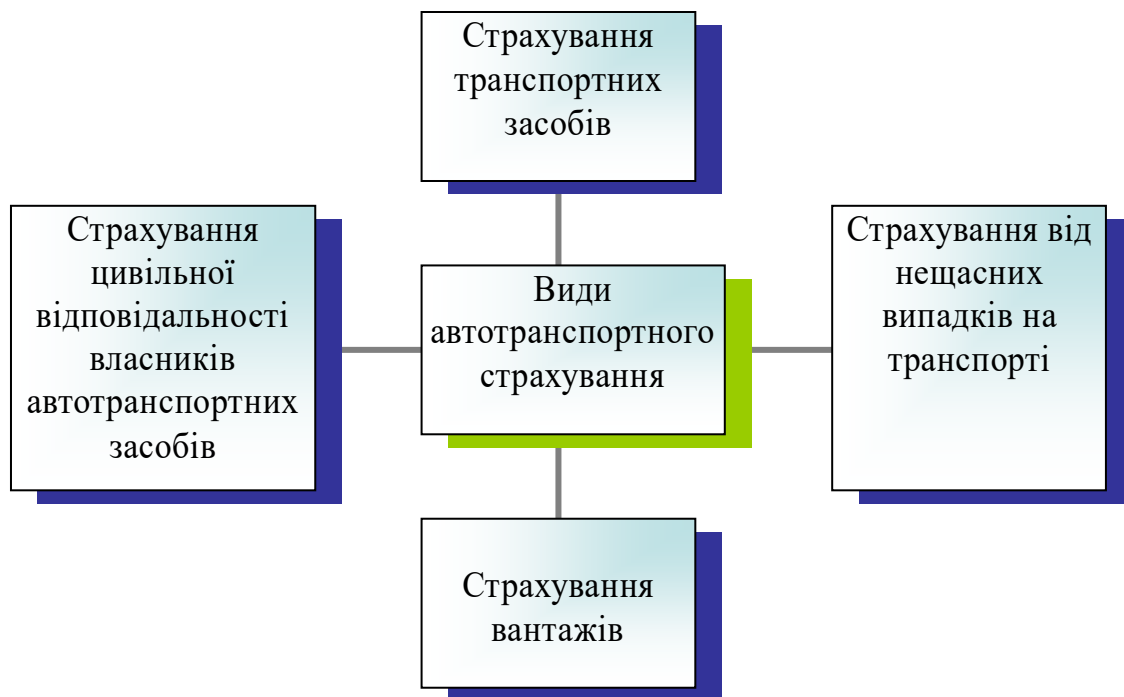 Страхування
транспортних
засобів
Страхування
цивільної
відповідальності
власників
автотранспортних
засобів
Види
автотранспортного
страхування
Страхування від
нещасних
випадків на
транспорті
Страхування
вантажів